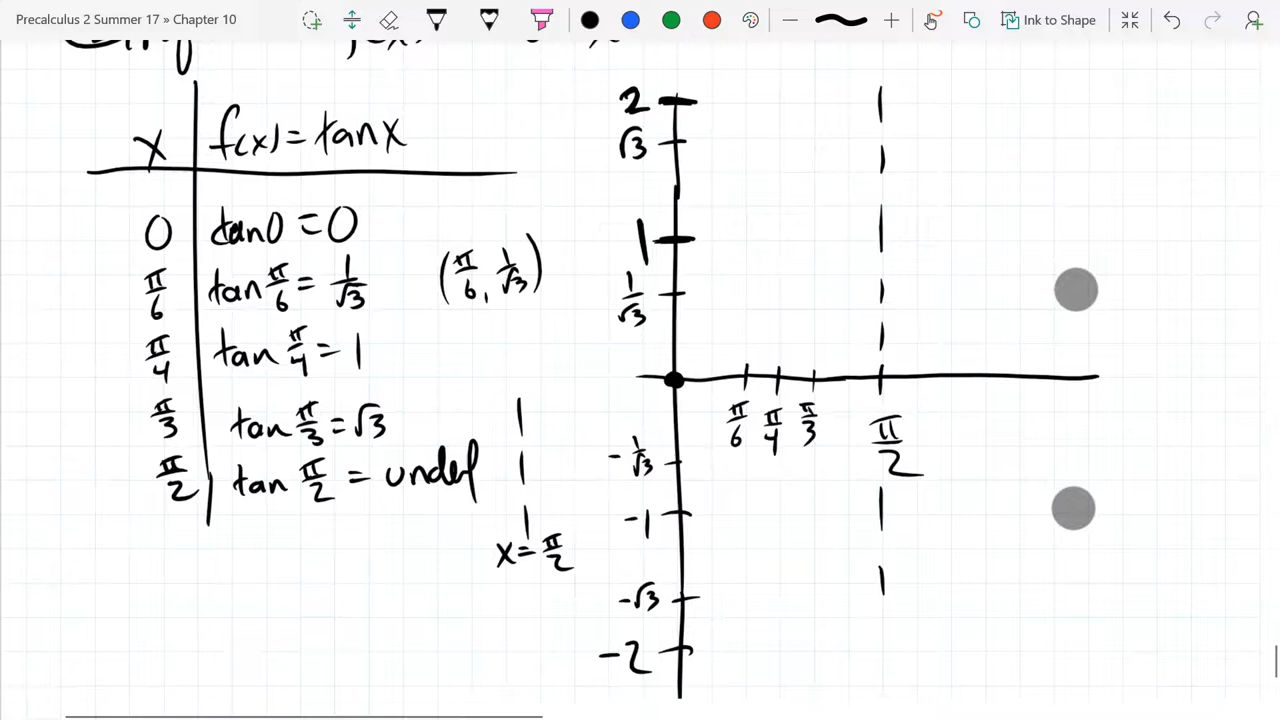 Precalculus 2 Summer 17 » Chapter 10
Ink to Shape
x f(x) = tan x
0 tan 0 = 0
π/6 tan π/6 = 1/√3 (π/6, 1/√3)
π/4 tan π/4 = 1
π/3 tan π/3 = √3
π/2 tan π/2 = undef
x = π/2
2
√3
1
1/√3
π/6 π/4 π/3 π/2
-1/√3
-1
-√3
-2